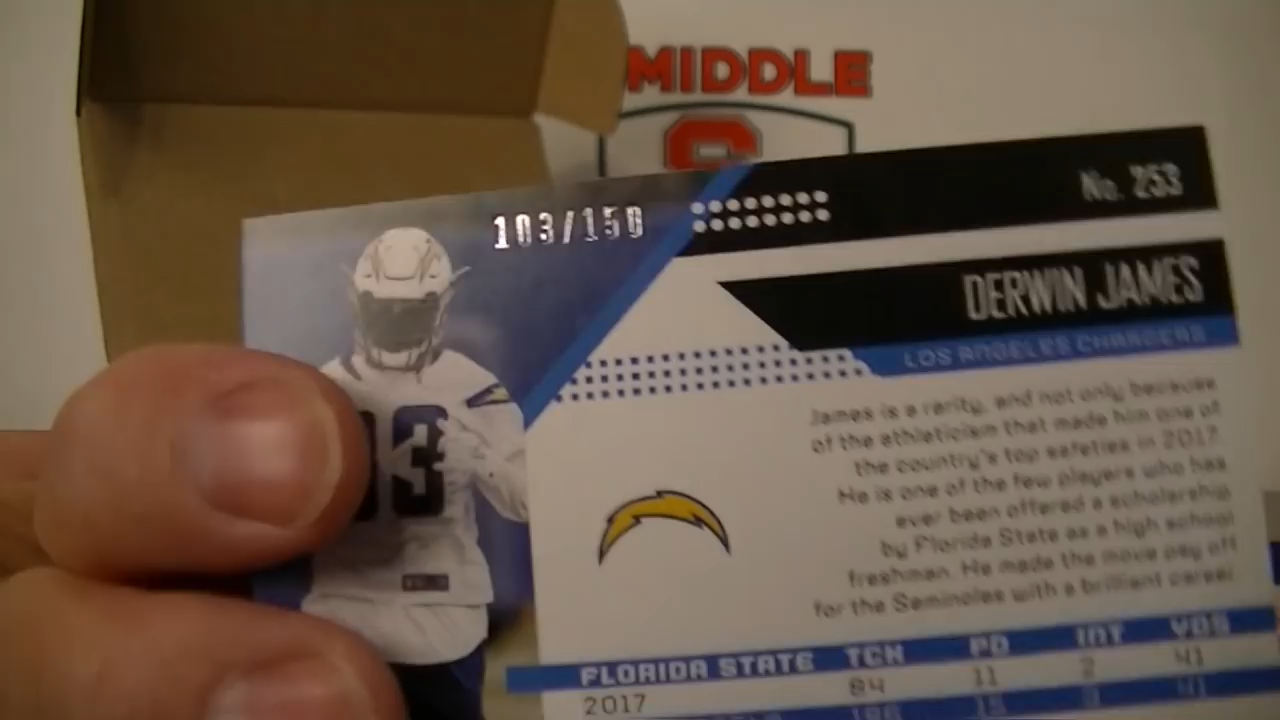 MIDDLE
103/150
No. 253
DERWIN JAMES
LOS ANGELES CHARGERS
James is a rarity, and not only because
of the athleticism that made him one of
the country's top safeties in 2017.
He is one of the few players who has
ever been offered a scholarship
by Florida State as a high school
freshman. He made the move pay off
for the Seminoles with a brilliant career.
FLORIDA STATE TCK PD INT YDS
2017 84 11 2 41
15 3 41